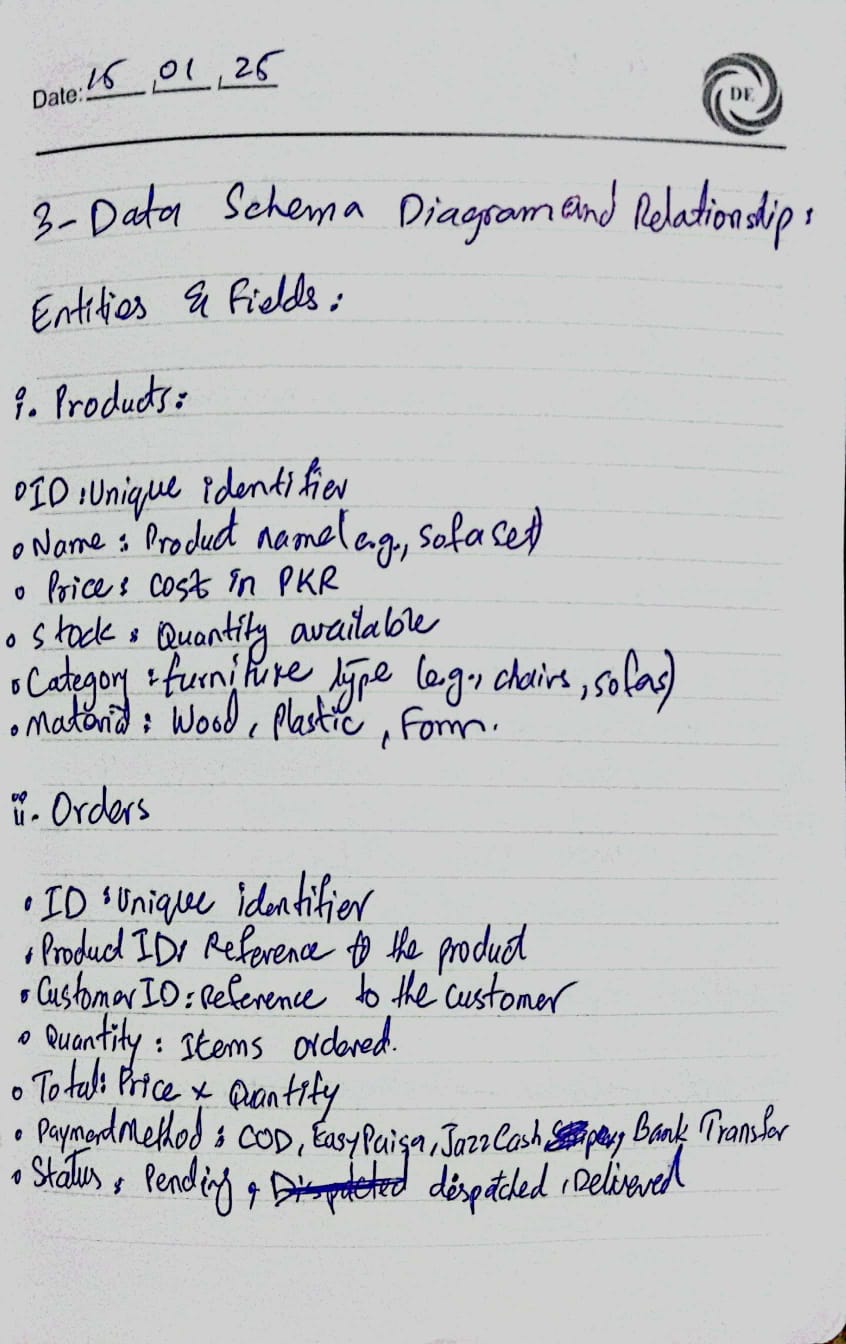 Date: 15, 01, 25
DE
3-Data Schema Diagram and Relationship:
Entities & Fields:
i. Products:
ID: Unique identifier
Name: Product name (e.g., sofa set)
Price: Cost in PKR
Stock: Quantity available
Category: furniture type (e.g., chairs, sofas)
Material: Wood, Plastic, Form.
ii. Orders
ID: Unique identifier
Product ID: Reference to the product
Customer ID: Reference to the customer
Quantity: Items ordered.
Total: Price x Quantity
Payment Method: COD, EasyPaisa, JazzCash, Bank Transfer
Status: Pending, dispatched, Delivered